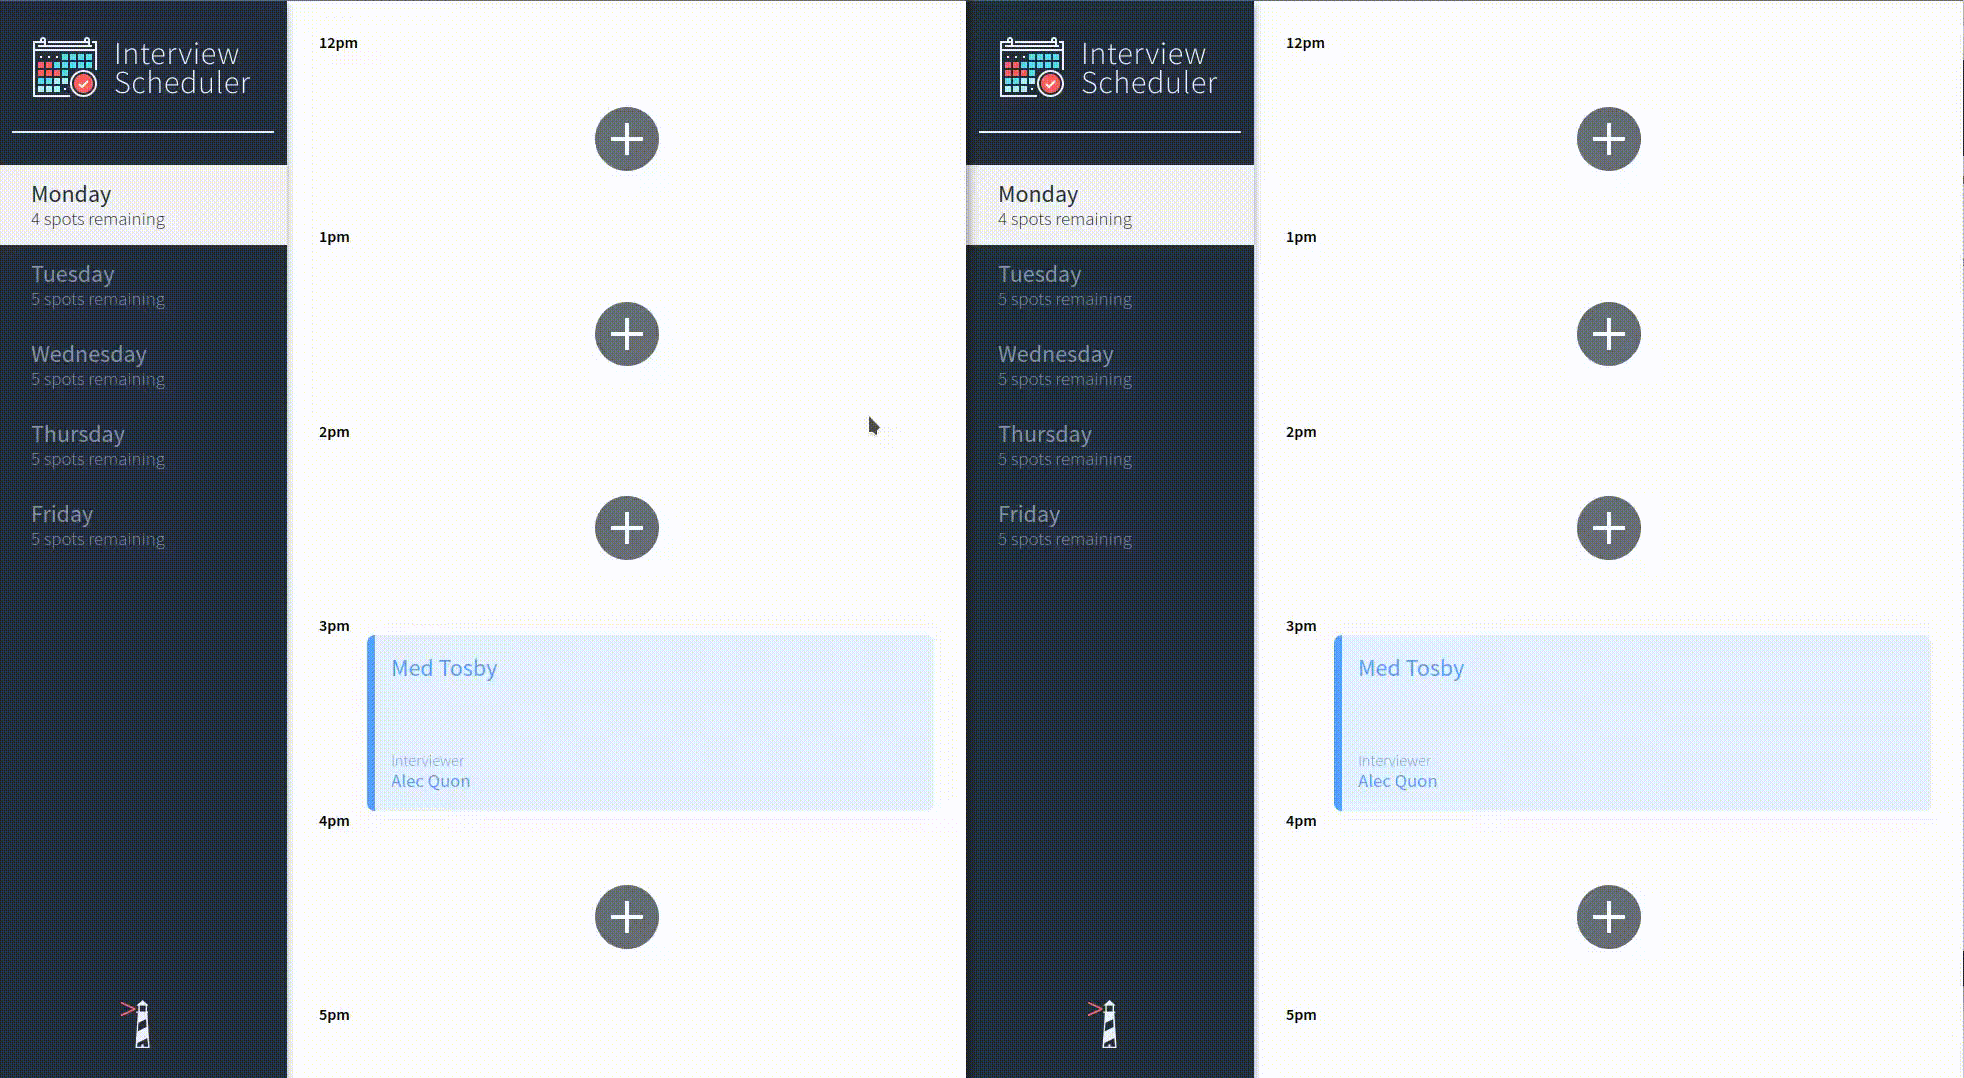 Interview
Scheduler
Monday
4 spots remaining
Tuesday
5 spots remaining
Wednesday
5 spots remaining
Thursday
5 spots remaining
Friday
5 spots remaining
12pm
1pm
2pm
3pm
Med Tosby
Interviewer
Alec Quon
4pm
5pm
Interview
Scheduler
Monday
4 spots remaining
Tuesday
5 spots remaining
Wednesday
5 spots remaining
Thursday
5 spots remaining
Friday
5 spots remaining
12pm
1pm
2pm
3pm
Med Tosby
Interviewer
Alec Quon
4pm
5pm